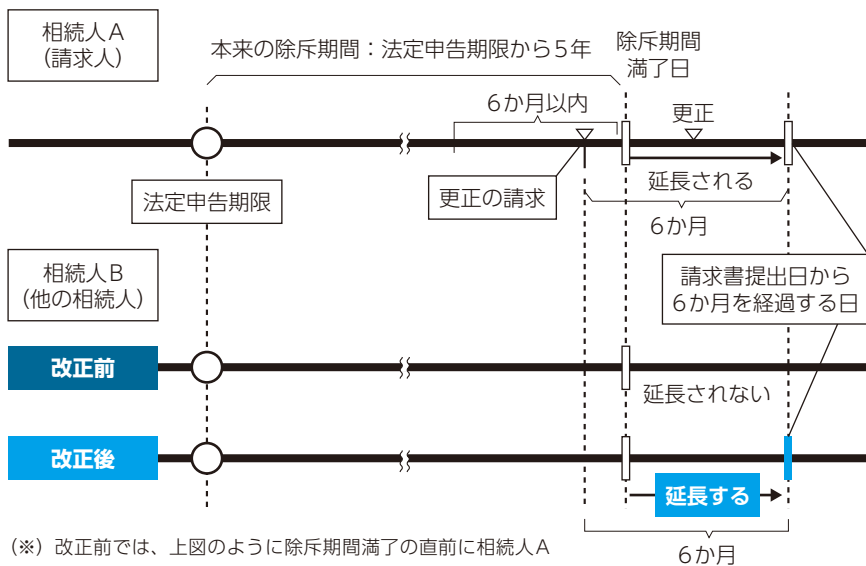 相続人A
（請求人）
本来の除斥期間：法定申告期限から5年
除斥期間
満了日
6か月以内
更正
法定申告期限
更正の請求
延長される
6か月
相続人B
（他の相続人）
請求書提出日から
6か月を経過する日
改正前
延長されない
改正後
延長する
6か月
（※）改正前では、上図のように除斥期間満了の直前に相続人A